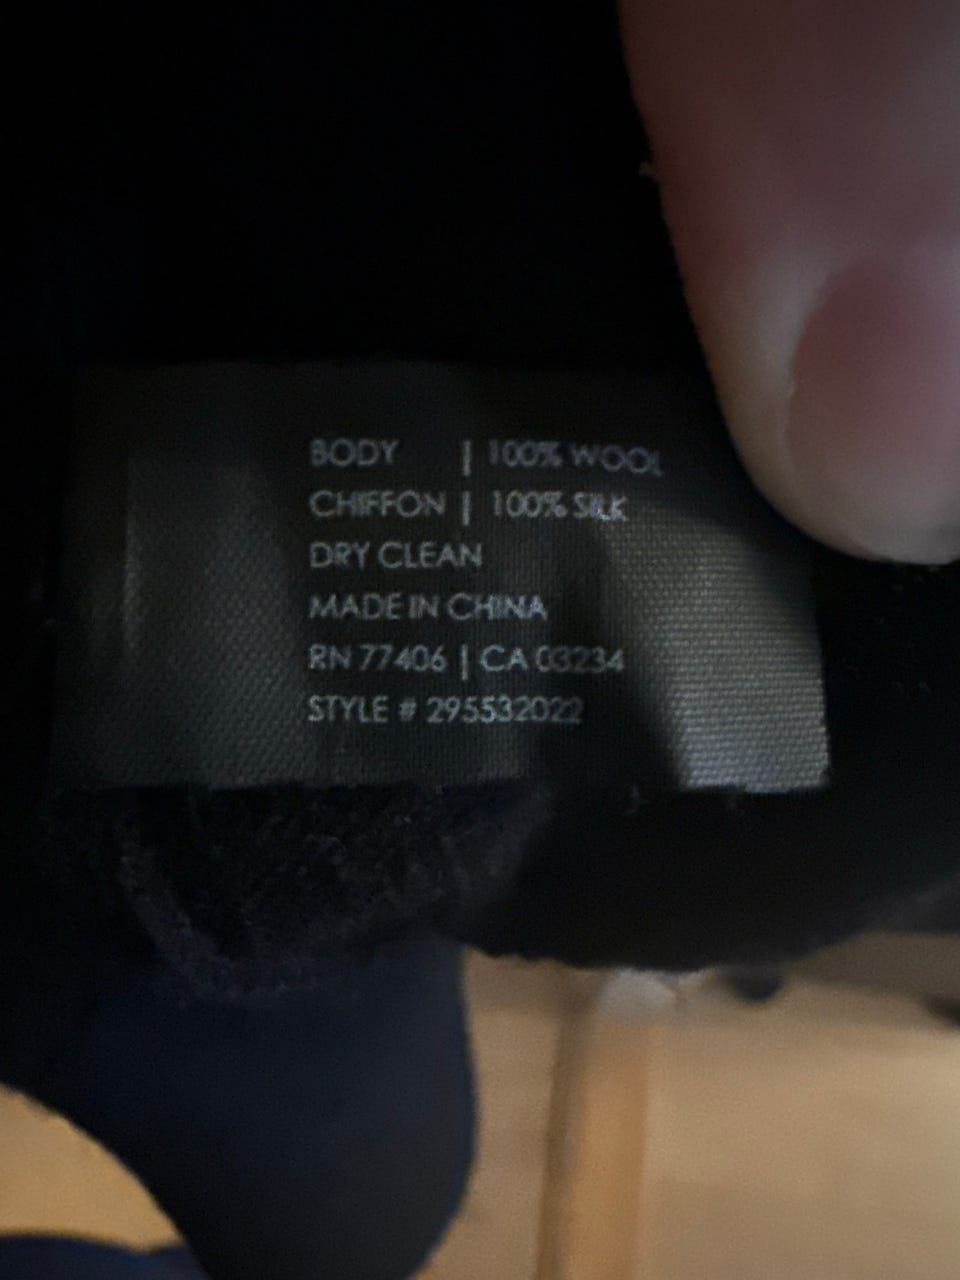 BODY | 100% WOOL
CHIFFON | 100% SILK
DRY CLEAN
MADE IN CHINA
RN 77406 | CA 03234
STYLE # 295532022